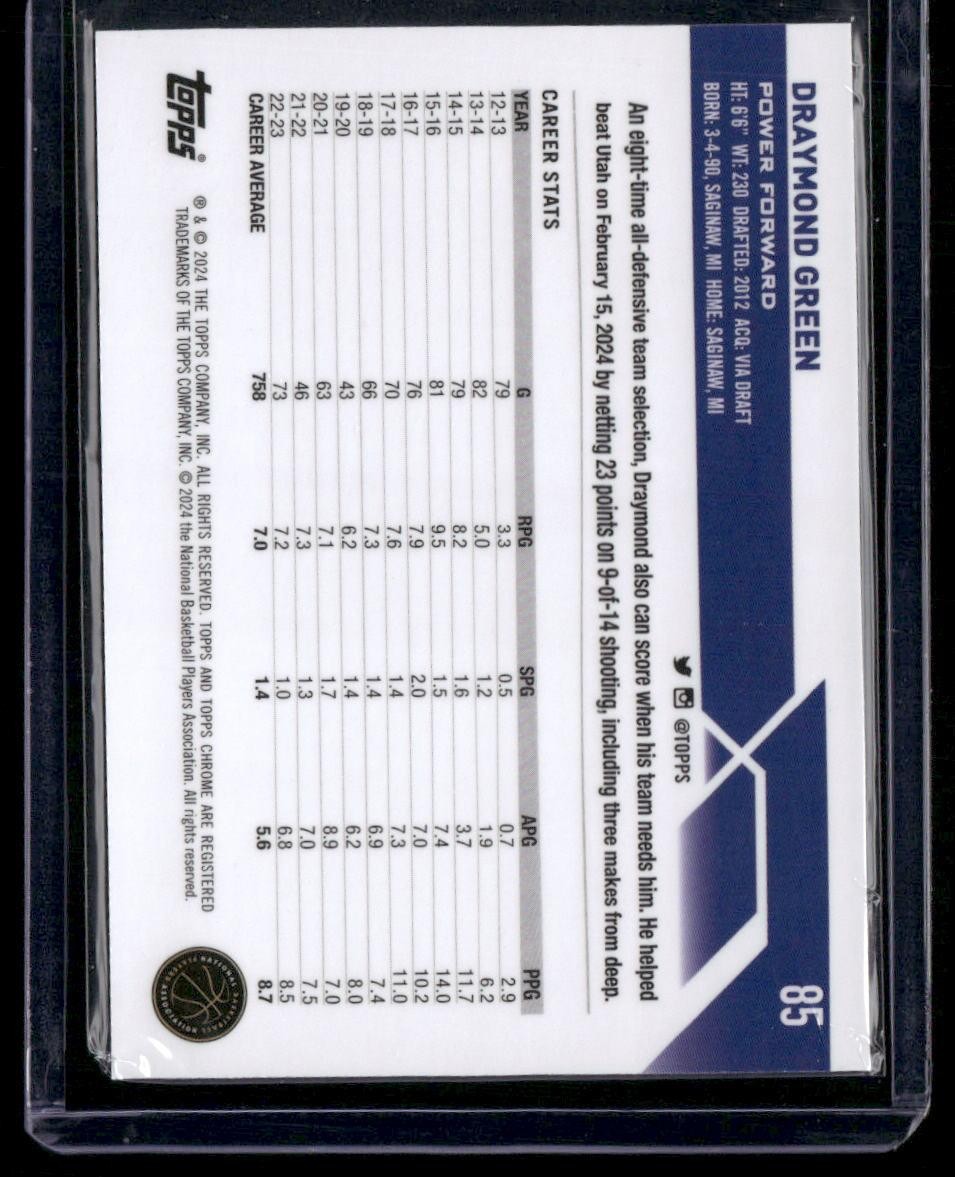 DRAYMOND GREEN
85
POWER FORWARD
HT: 6'6" WT: 230 DRAFTED: 2012 ACQ: VIA DRAFT
BORN: 3-4-90, SAGINAW, MI HOME: SAGINAW, MI
@TOPPS
An eight-time all-defensive team selection, Draymond also can score when his team needs him. He helped
beat Utah on February 15, 2024 by netting 23 points on 9-of-14 shooting, including three makes from deep.
CAREER STATS
YEAR G RPG SPG APG PPG
12-13 79 3.3 0.5 0.7 2.9
13-14 82 5.0 1.2 1.9 6.2
14-15 79 8.2 1.6 3.7 11.7
15-16 81 9.5 1.5 7.4 14.0
16-17 76 7.9 2.0 7.0 10.2
17-18 70 7.6 1.4 7.3 11.0
18-19 66 7.3 1.4 6.9 7.4
19-20 43 6.2 1.4 6.2 8.0
20-21 63 7.1 1.7 8.9 7.0
21-22 46 7.3 1.3 7.0 7.5
22-23 73 7.2 1.0 6.8 8.5
CAREER AVERAGE 758 7.0 1.4 5.6 8.7
Topps®
® & © 2024 THE TOPPS COMPANY, INC. ALL RIGHTS RESERVED. TOPPS AND TOPPS CHROME ARE REGISTERED
TRADEMARKS OF THE TOPPS COMPANY, INC. © 2024 the National Basketball Players Association. All rights reserved.
NATIONAL BASKETBALL PLAYERS ASSOCIATION